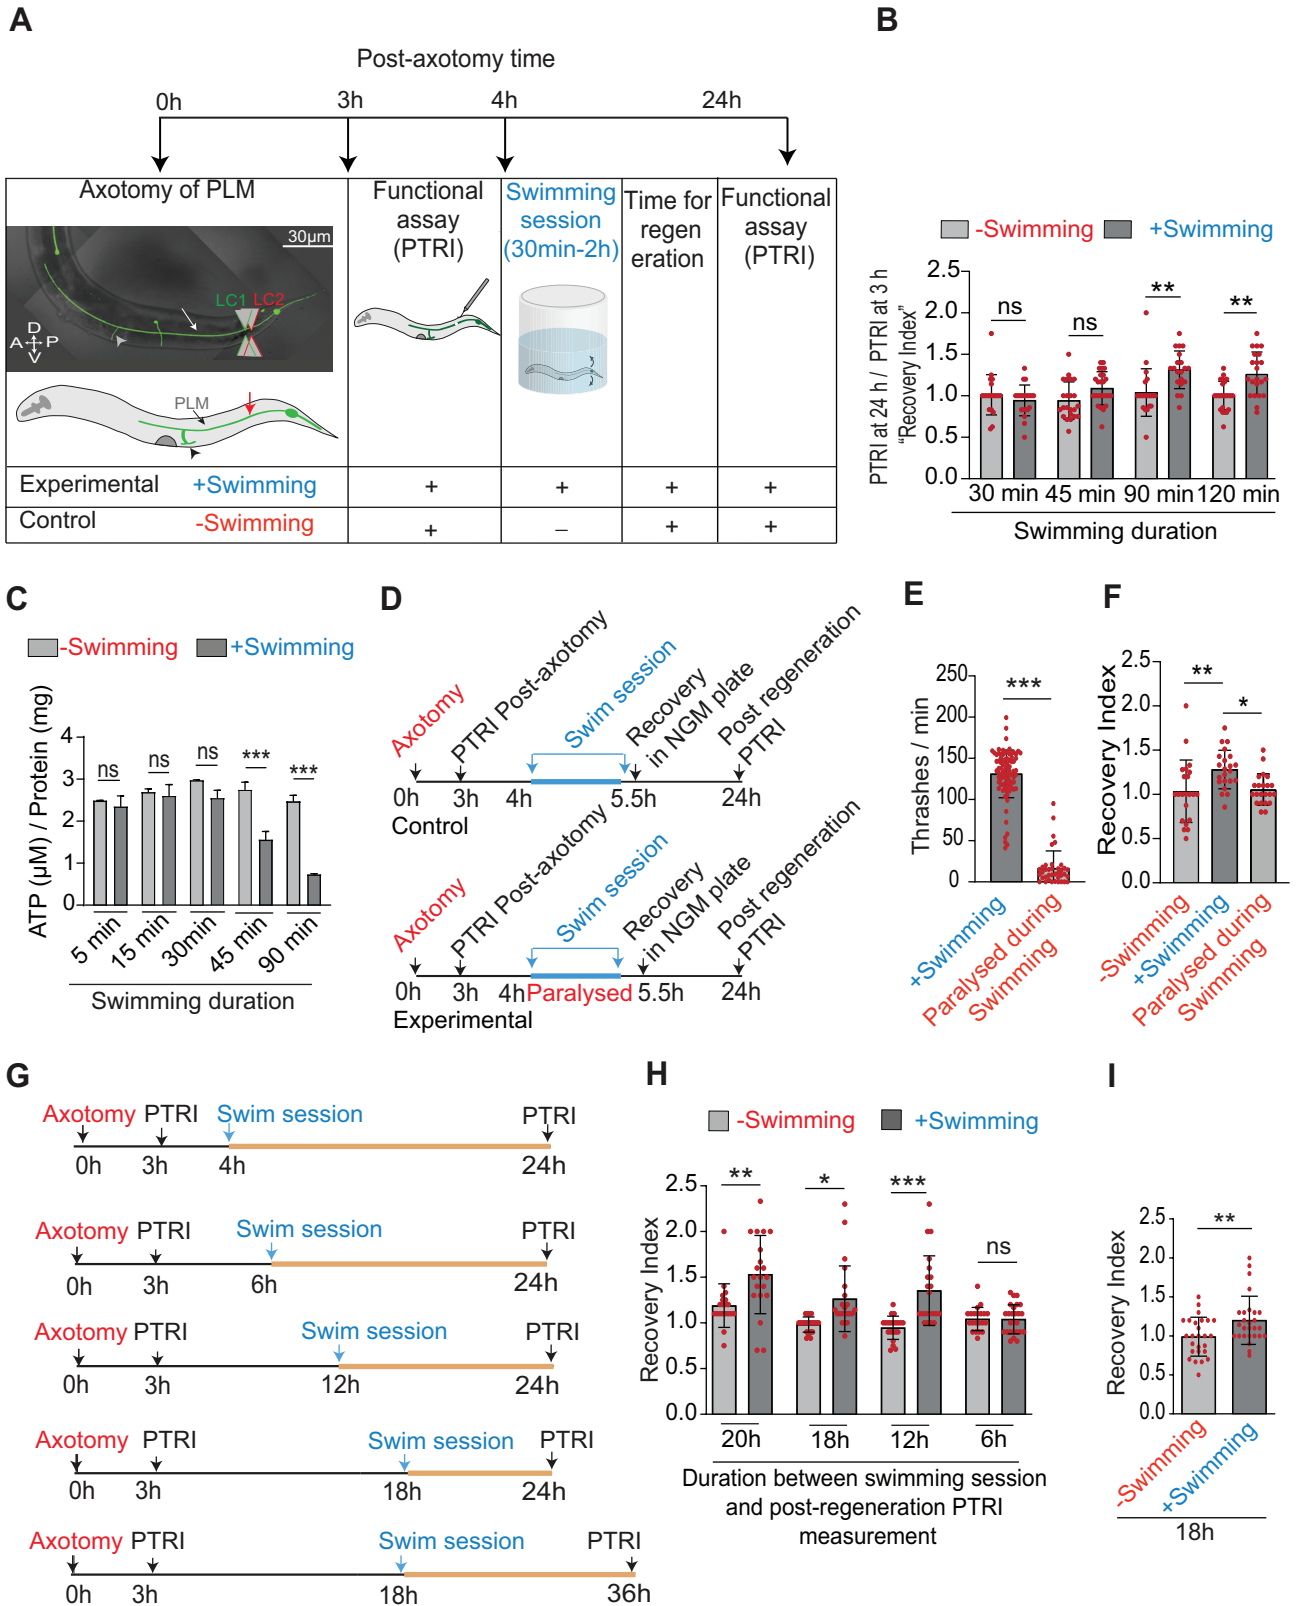 A
Post-axotomy time
0h 3h 4h 24h
Axotomy of PLM
30µm
LC1 LC2
D
A P
V
PLM
Functional
assay
(PTRI)
Swimming
session
(30min-2h)
Time for
regen
eration
Functional
assay
(PTRI)
Experimental +Swimming + + + +
Control -Swimming + – + +
B
-Swimming +Swimming
PTRI at 24 h / PTRI at 3 h
“Recovery Index”
2.5
2.0
1.5
1.0
0.5
0.0
ns ns ** **
30 min 45 min 90 min 120 min
Swimming duration
C
-Swimming +Swimming
ATP (µM) / Protein (mg)
4
3
2
1
0
ns ns ns *** ***
5 min 15 min 30min 45 min 90 min
Swimming duration
D
Axotomy
PTRI Post-axotomy
Swim session
Recovery
in NGM plate
Post regeneration
PTRI
0h 3h 4h 5.5h 24h
Control
Axotomy
PTRI Post-axotomy
Swim session
Recovery
in NGM plate
Post regeneration
PTRI
0h 3h 4h Paralysed 5.5h 24h
Experimental
E
Thrashes / min
250
200
150
100
50
0
***
+Swimming
Paralysed during
Swimming
F
Recovery Index
2.5
2.0
1.5
1.0
0.5
0.0
** *
-Swimming
+Swimming
Paralysed during
Swimming
G
Axotomy PTRI Swim session PTRI
0h 3h 4h 24h
Axotomy PTRI Swim session PTRI
0h 3h 6h 24h
Axotomy PTRI Swim session PTRI
0h 3h 12h 24h
Axotomy PTRI Swim session PTRI
0h 3h 18h 24h
Axotomy PTRI Swim session PTRI
0h 3h 18h 36h
H
-Swimming +Swimming
Recovery Index
2.5
2.0
1.5
1.0
0.5
0.0
** * *** ns
20h 18h 12h 6h
Duration between swimming session
and post-regeneration PTRI
measurement
I
Recovery Index
2.5
2.0
1.5
1.0
0.5
0.0
**
-Swimming
+Swimming
18h